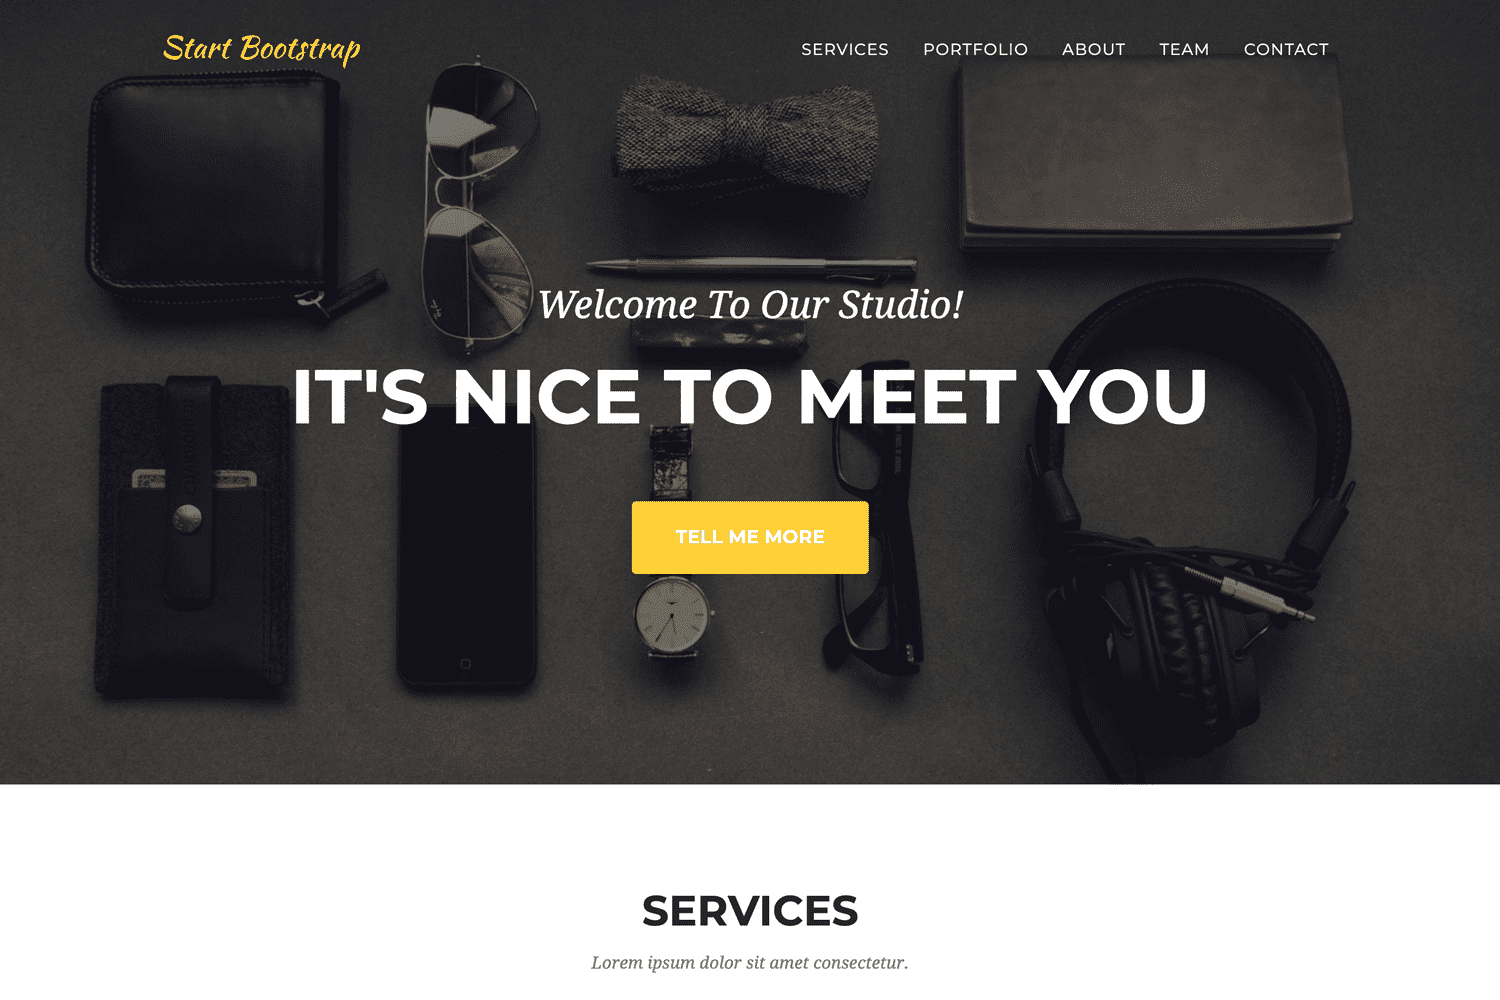 Start Bootstrap
SERVICES PORTFOLIO ABOUT TEAM CONTACT
Welcome To Our Studio!
IT'S NICE TO MEET YOU
TELL ME MORE
SERVICES
Lorem ipsum dolor sit amet consectetur.